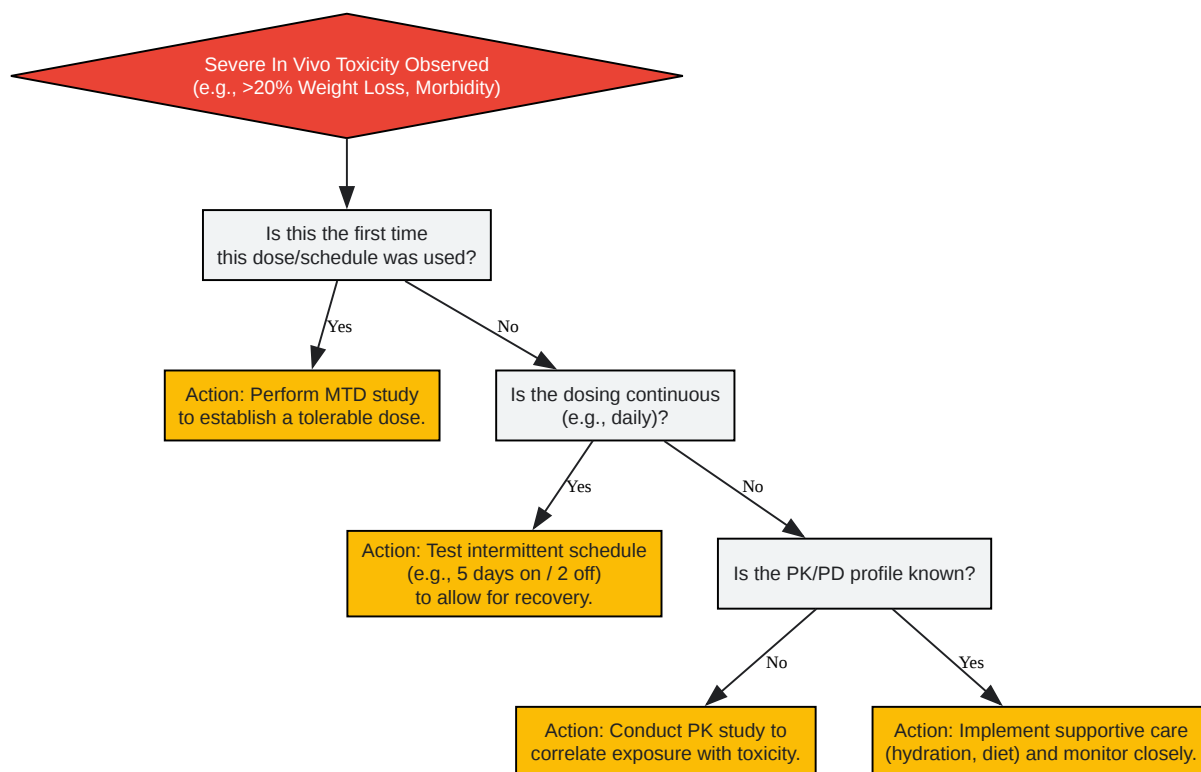 Severe In Vivo Toxicity Observed
(e.g., >20% Weight Loss, Morbidity)
Is this the first time
this dose/schedule was used?
Yes
No
Action: Perform MTD study
to establish a tolerable dose.
Is the dosing continuous
(e.g., daily)?
Yes
No
Action: Test intermittent schedule
(e.g., 5 days on / 2 off)
to allow for recovery.
Is the PK/PD profile known?
No
Yes
Action: Conduct PK study to
correlate exposure with toxicity.
Action: Implement supportive care
(hydration, diet) and monitor closely.